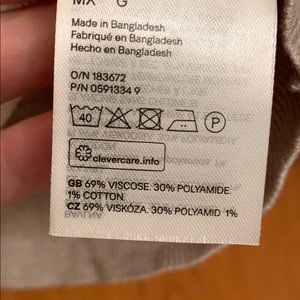 MX G
Made in Bangladesh
Fabriqué en Bangladesh
Hecho en Bangladesh
O/N 183672
P/N 0591334 9
40
P
clevercare.info
GB 69% VISCOSE. 30% POLYAMIDE.
1% COTTON.
CZ 69% VISKÓZA. 30% POLYAMID 1%